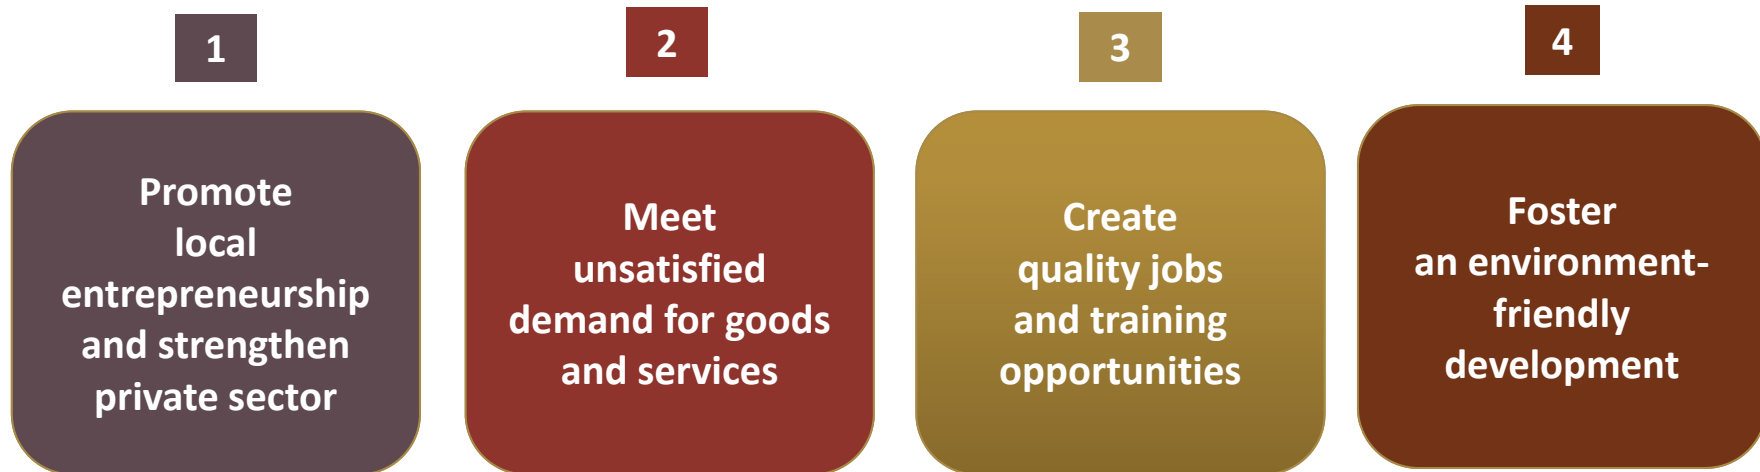 1
Promote
local
entrepreneurship
and strengthen
private sector
2
Meet
unsatisfied
demand for goods
and services
3
Create
quality jobs
and training
opportunities
4
Foster
an environment-
friendly
development